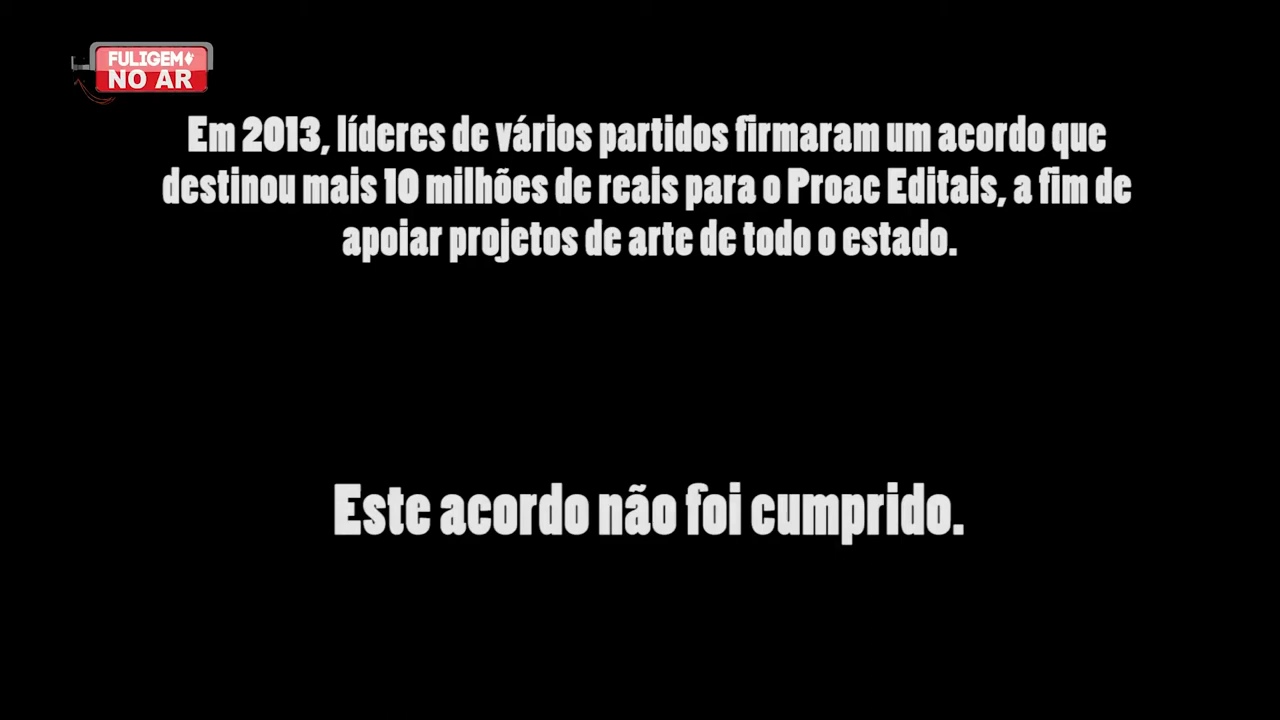 FULIGEM
NO AR
Em 2013, líderes de vários partidos firmaram um acordo que
destinou mais 10 milhões de reais para o Proac Editais, a fim de
apoiar projetos de arte de todo o estado.
Este acordo não foi cumprido.